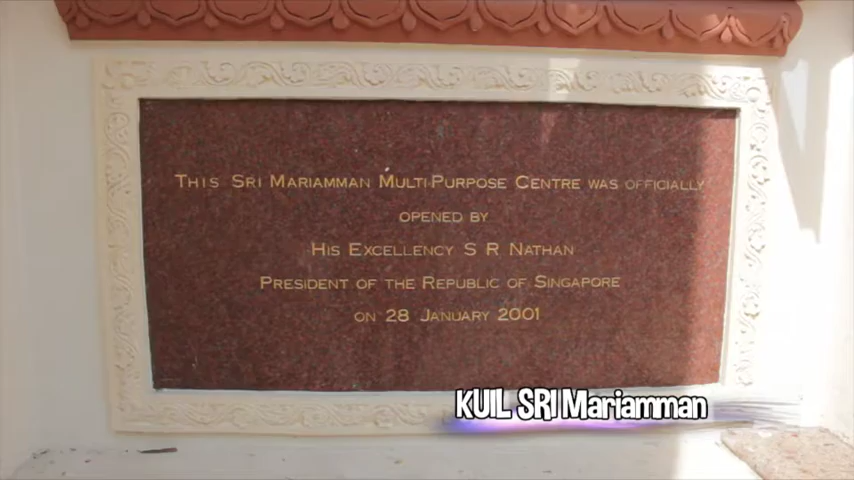 THIS SRI MARIAMMAN MULTI-PURPOSE CENTRE WAS OFFICIALLY
OPENED BY
HIS EXCELLENCY S R NATHAN
PRESIDENT OF THE REPUBLIC OF SINGAPORE
ON 28 JANUARY 2001
KUIL SRI Mariamman